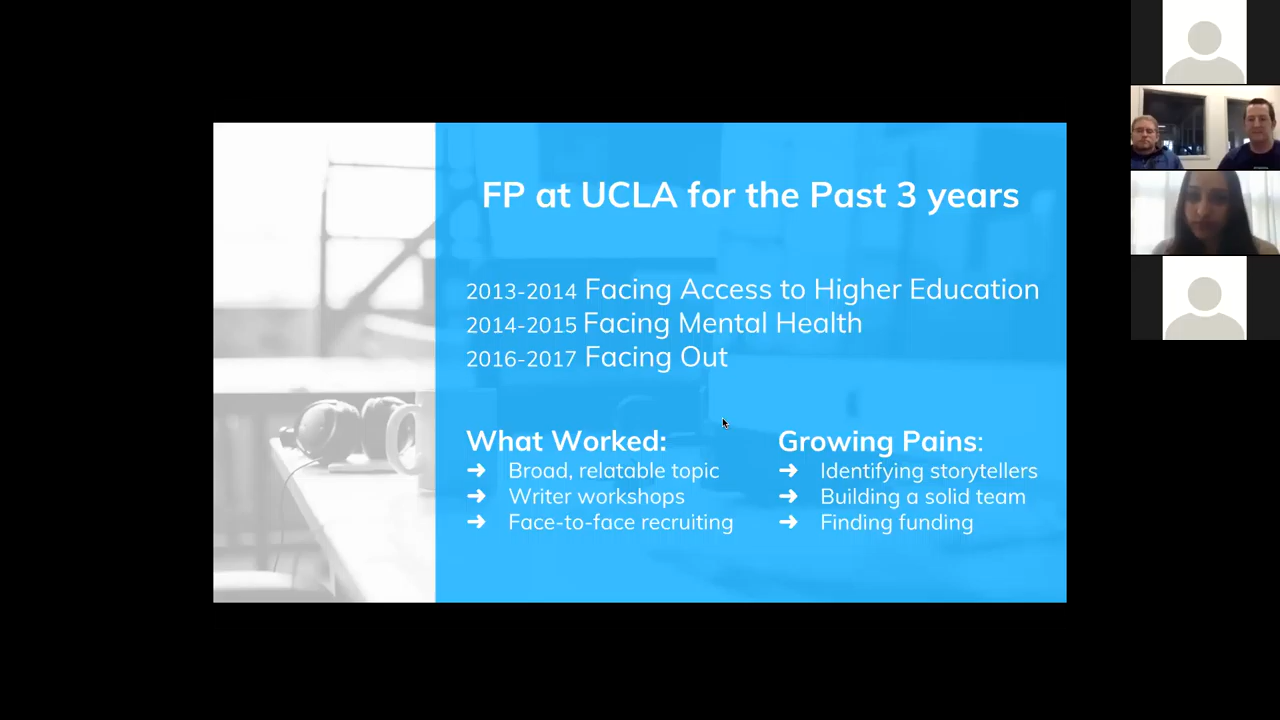 FP at UCLA for the Past 3 years
2013-2014 Facing Access to Higher Education
2014-2015 Facing Mental Health
2016-2017 Facing Out
What Worked:
➜ Broad, relatable topic
➜ Writer workshops
➜ Face-to-face recruiting
Growing Pains:
➜ Identifying storytellers
➜ Building a solid team
➜ Finding funding